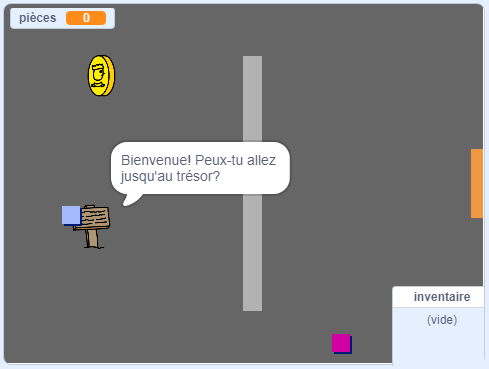 pièces 0
Bienvenue! Peux-tu allez
jusqu'au trésor?
inventaire
(vide)